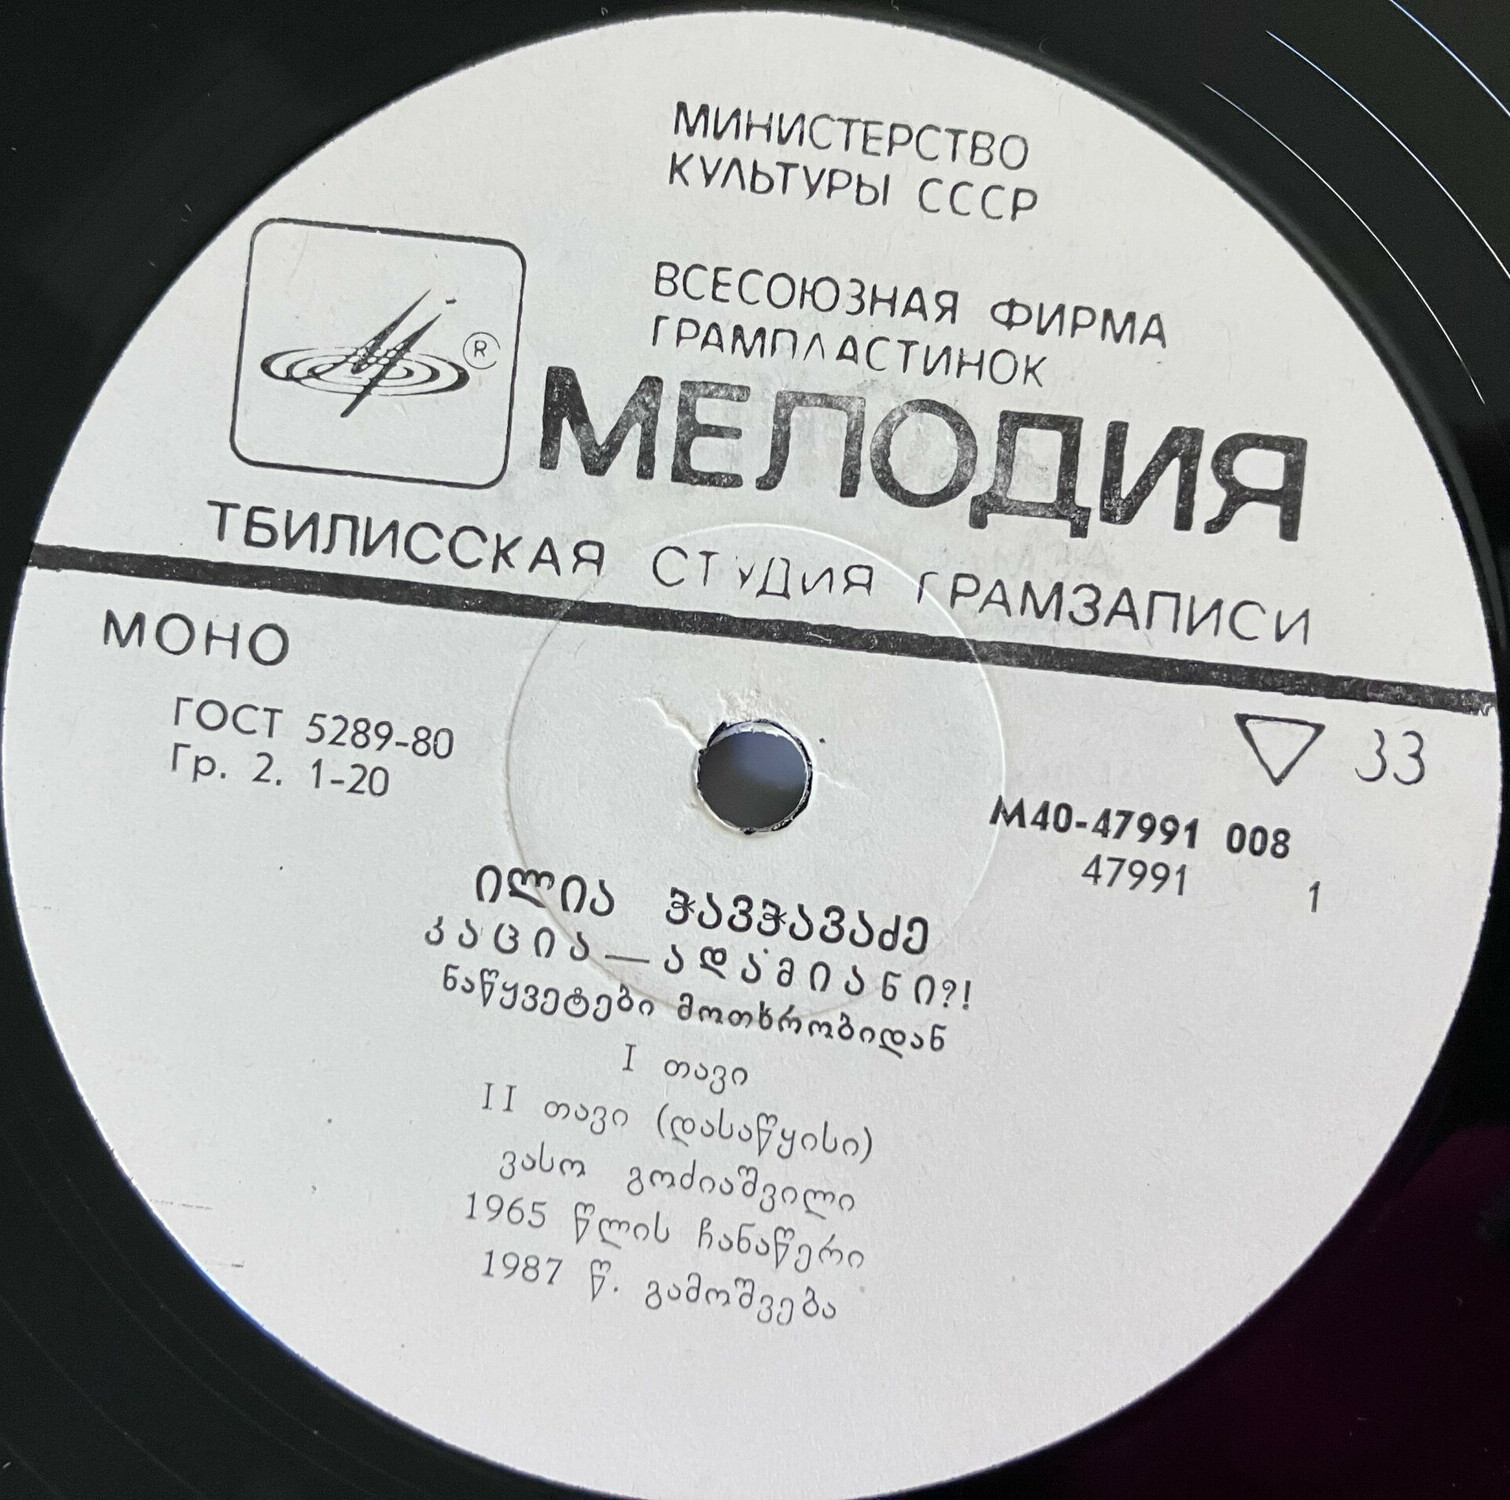 МИНИСТЕРСТВО
КУЛЬТУРЫ СССР
ВСЕСОЮЗНАЯ ФИРМА
ГРАМПЛАСТИНОК
®
МЕЛОДИЯ
ТБИЛИССКАЯ СТУДИЯ ГРАМЗАПИСИ
МОНО
ГОСТ 5289-80
Гр. 2. 1-20
33
М40-47991 008
47991 1
ილია ჭავჭავაძე
კაცია — ადამიანი?!
ნაწყვეტები მოთხრობიდან
I თავი
II თავი (დასაწყისი)
ვასო გოძიაშვილი
1965 წლის ჩანაწერი
1987 წ. გამოშვება